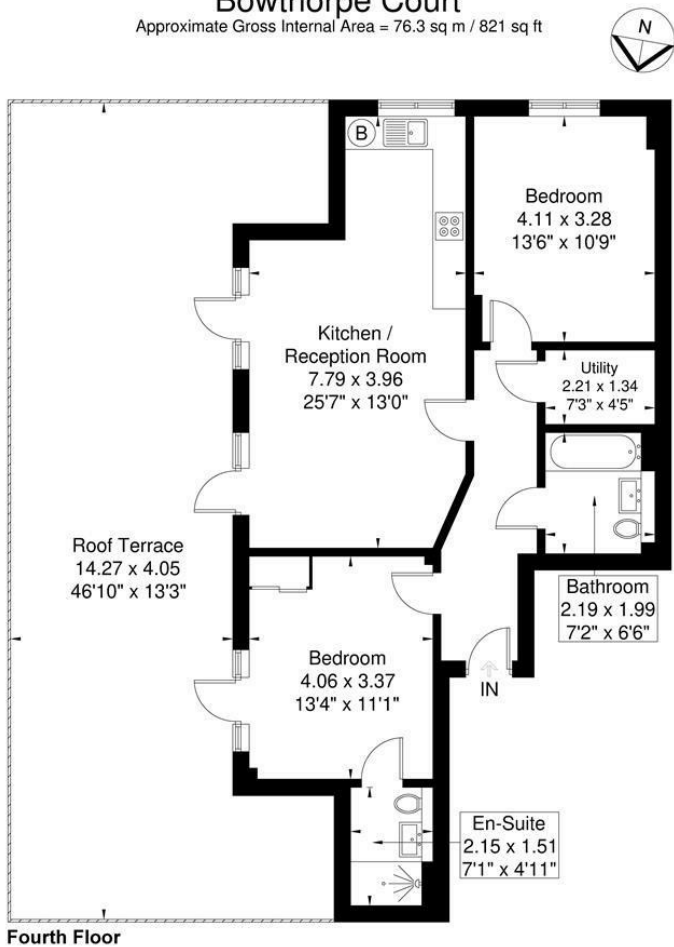 Bowthorpe Court
Approximate Gross Internal Area = 76.3 sq m / 821 sq ft
N
B
Bedroom
4.11 x 3.28
13'6" x 10'9"
Kitchen /
Reception Room
7.79 x 3.96
25'7" x 13'0"
Utility
2.21 x 1.34
7'3" x 4'5"
Roof Terrace
14.27 x 4.05
46'10" x 13'3"
Bathroom
2.19 x 1.99
7'2" x 6'6"
Bedroom
4.06 x 3.37
13'4" x 11'1"
IN
En-Suite
2.15 x 1.51
7'1" x 4'11"
Fourth Floor